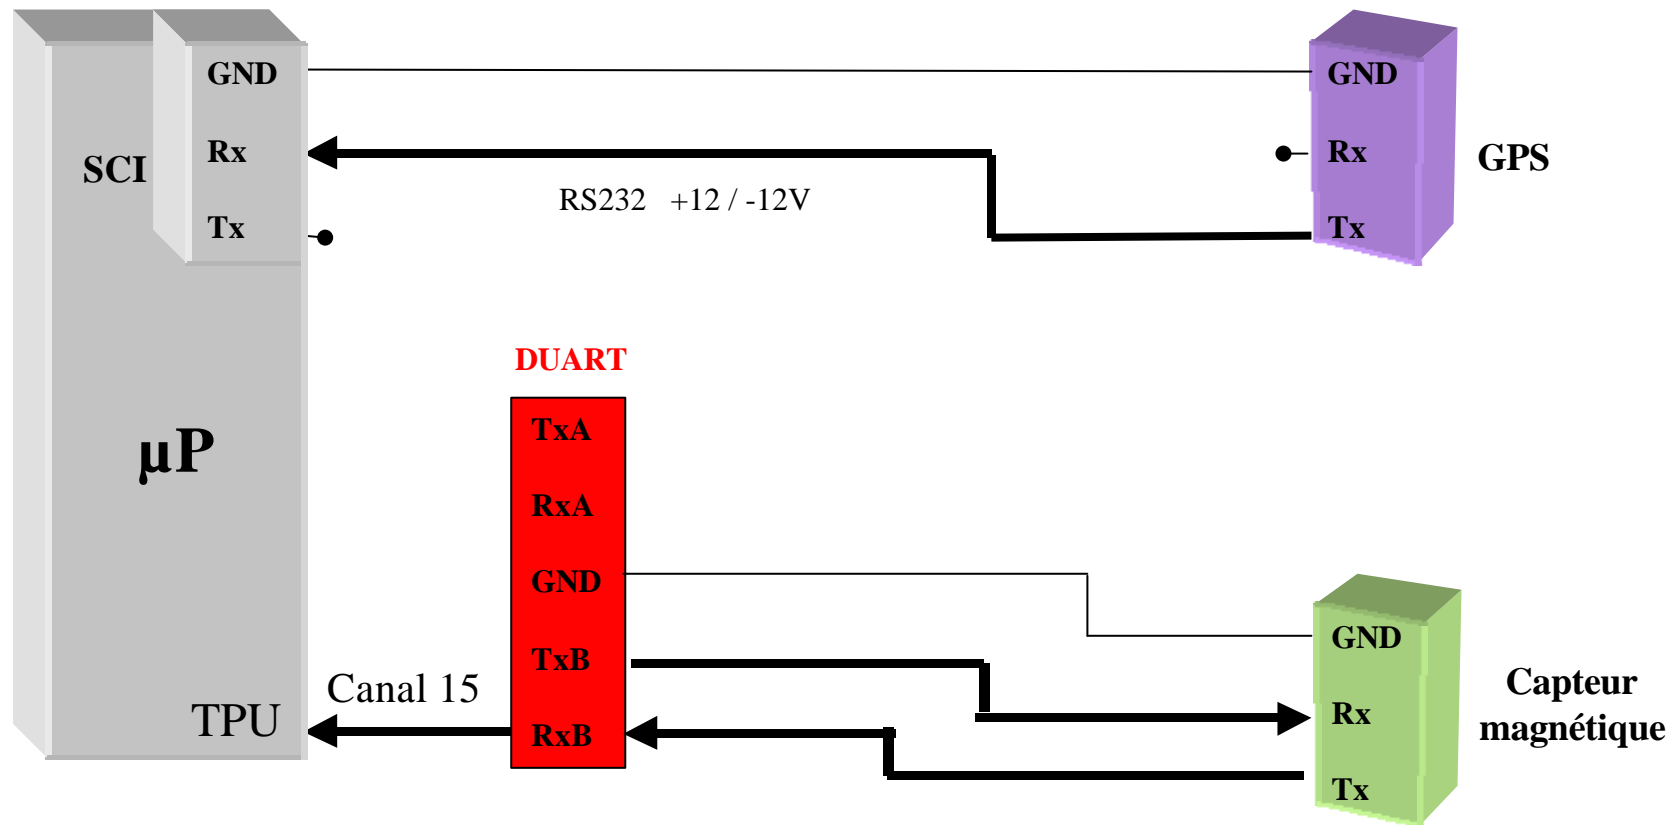 GND
SCI
Rx
Tx
RS232 +12 / -12V
GND
Rx
Tx
GPS
µP
TPU
Canal 15
DUART
TxA
RxA
GND
TxB
RxB
GND
Rx
Tx
Capteur
magnétique